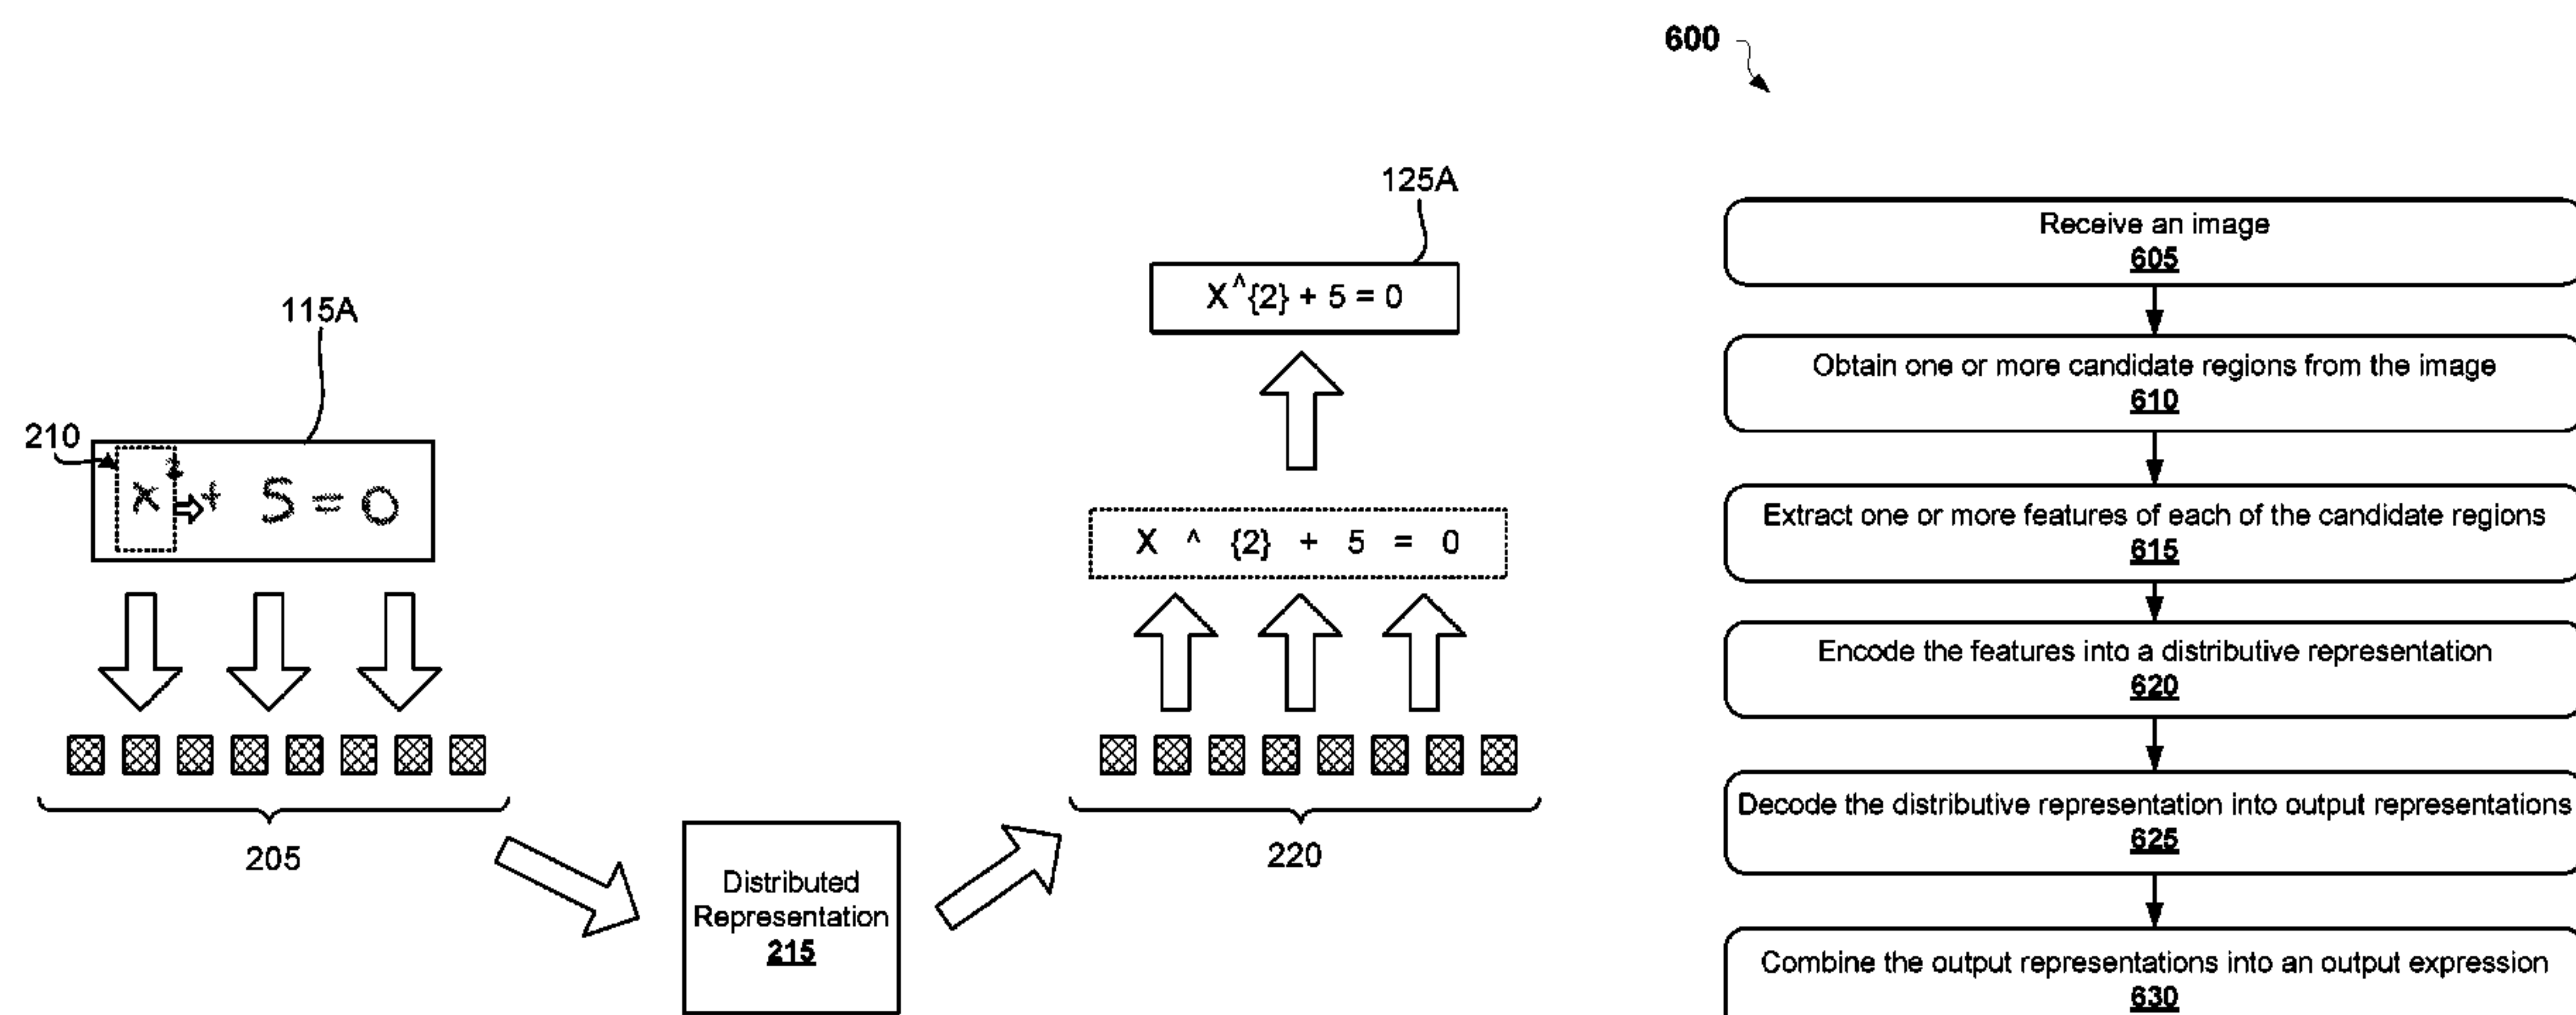 600
125A
X^{2} + 5 = 0
115A
210
x² + 5 = 0
X ^ {2} + 5 = 0
205
220
Distributed
Representation
215
Receive an image
605
Obtain one or more candidate regions from the image
610
Extract one or more features of each of the candidate regions
615
Encode the features into a distributive representation
620
Decode the distributive representation into output representations
625
Combine the output representations into an output expression
630